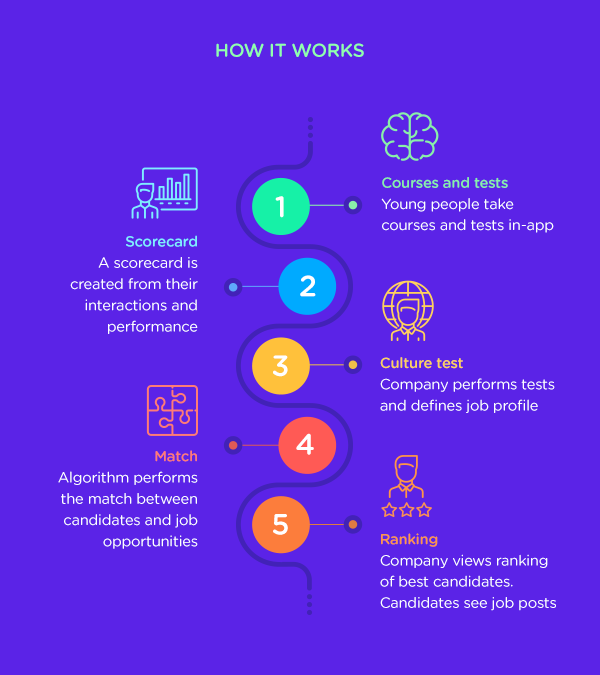 HOW IT WORKS
1
Courses and tests
Young people take
courses and tests in-app
2
Scorecard
A scorecard is
created from their
interactions and
performance
3
Culture test
Company performs tests
and defines job profile
4
Match
Algorithm performs
the match between
candidates and job
opportunities
5
Ranking
Company views ranking
of best candidates.
Candidates see job posts